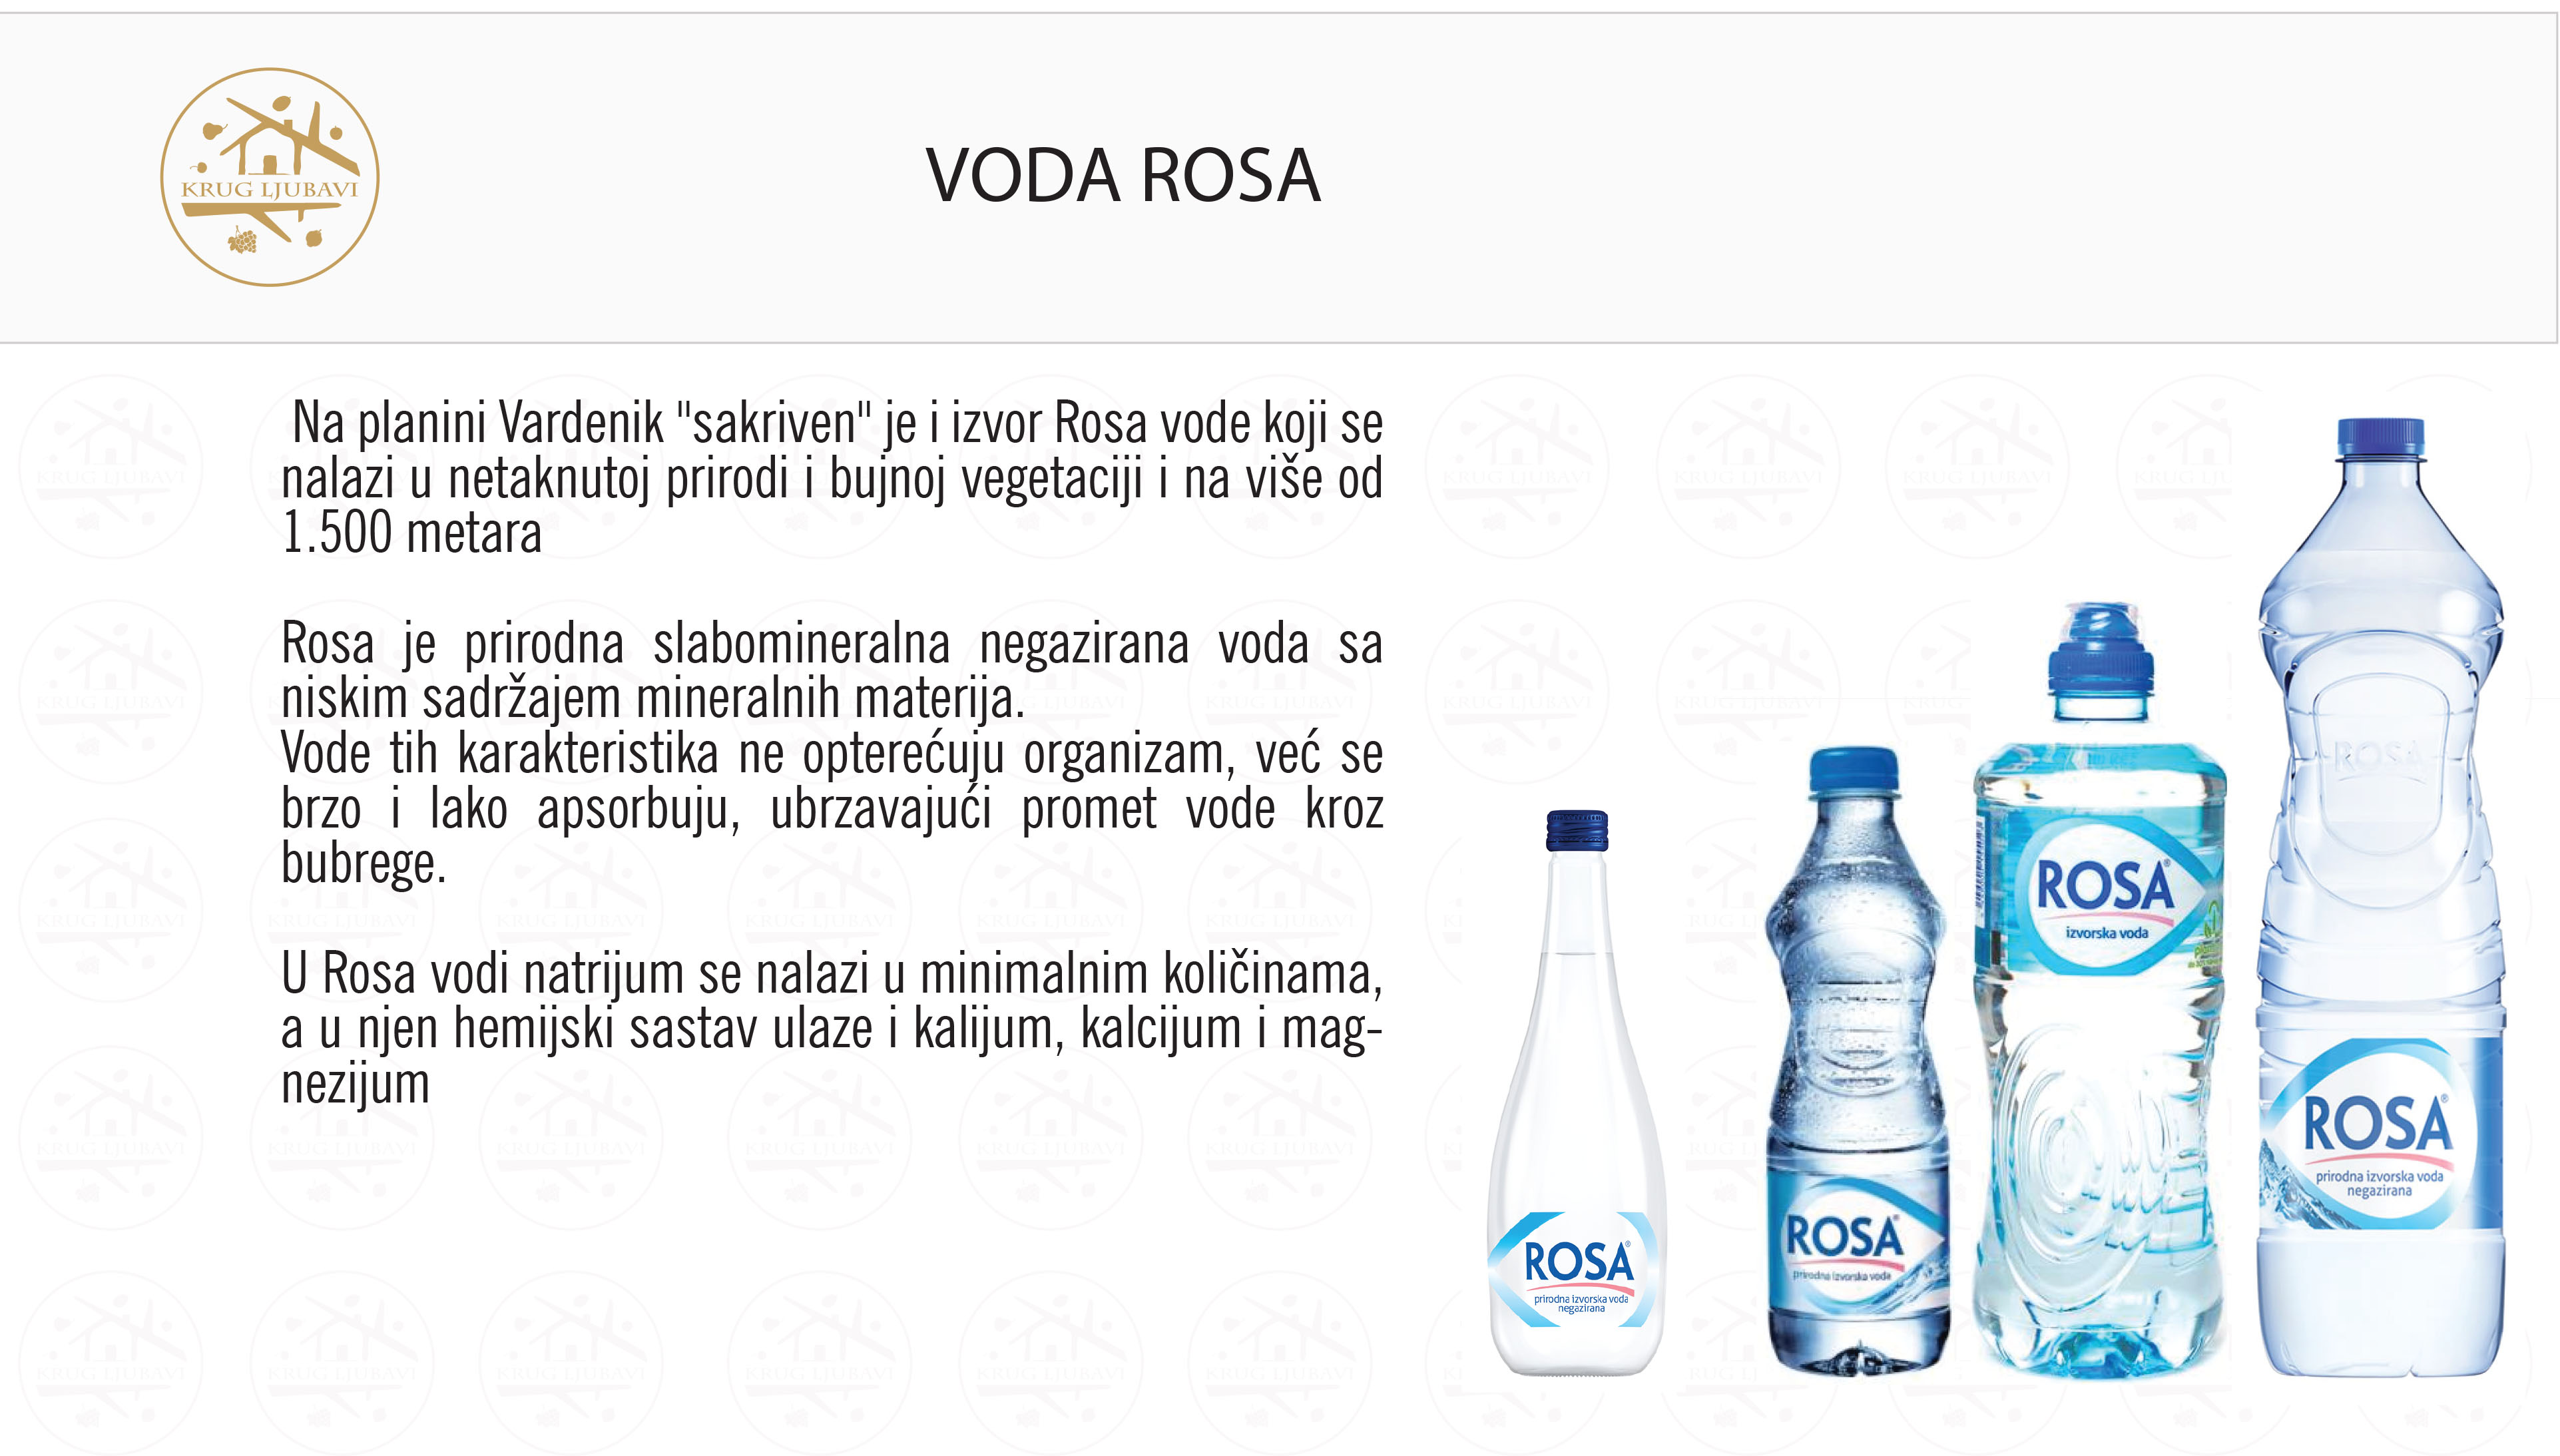 KRUG LJUBAVI
VODA ROSA
Na planini Vardenik "sakriven" je i izvor Rosa vode koji se
nalazi u netaknutoj prirodi i bujnoj vegetaciji i na više od
1.500 metara
Rosa je prirodna slabomineralna negazirana voda sa
niskim sadržajem mineralnih materija.
Vode tih karakteristika ne opterećuju organizam, već se
brzo i lako apsorbuju, ubrzavajući promet vode kroz
bubrege.
U Rosa vodi natrijum se nalazi u minimalnim količinama,
a u njen hemijski sastav ulaze i kalijum, kalcijum i mag-
nezijum
ROSA®
prirodna izvorska voda
negazirana
ROSA
prirodna izvorska voda
ROSA®
izvorska voda
ROSA
ROSA®
prirodna izvorska voda
negazirana